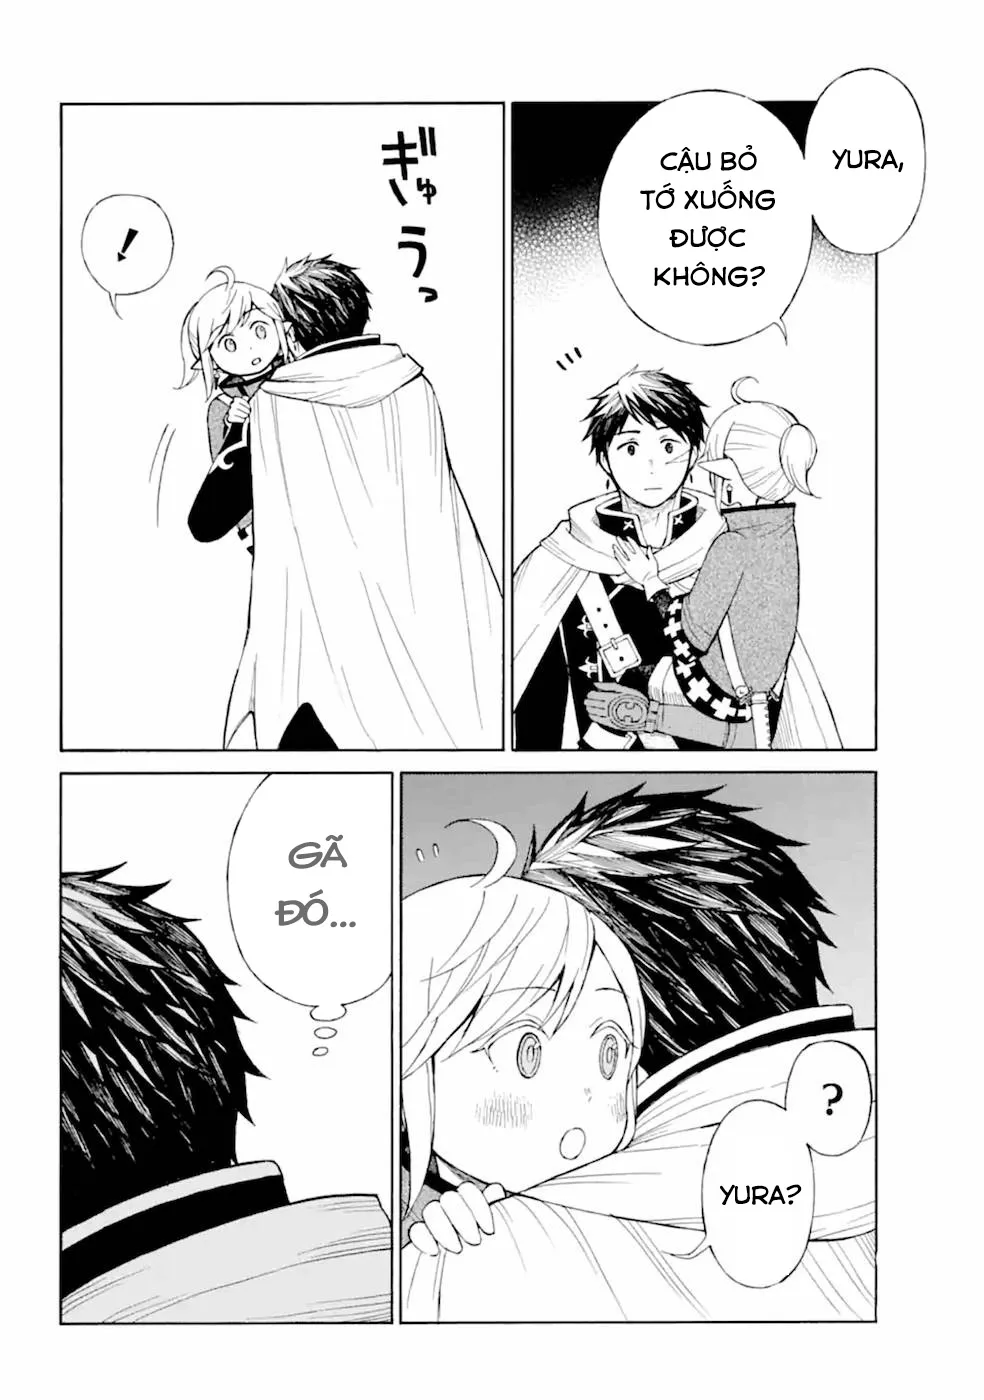 YURA,
CẬU BỎ
TỚ XUỐNG
ĐƯỢC
KHÔNG?
ぎゅうっ
!
?
YURA?
GÃ
ĐÓ...